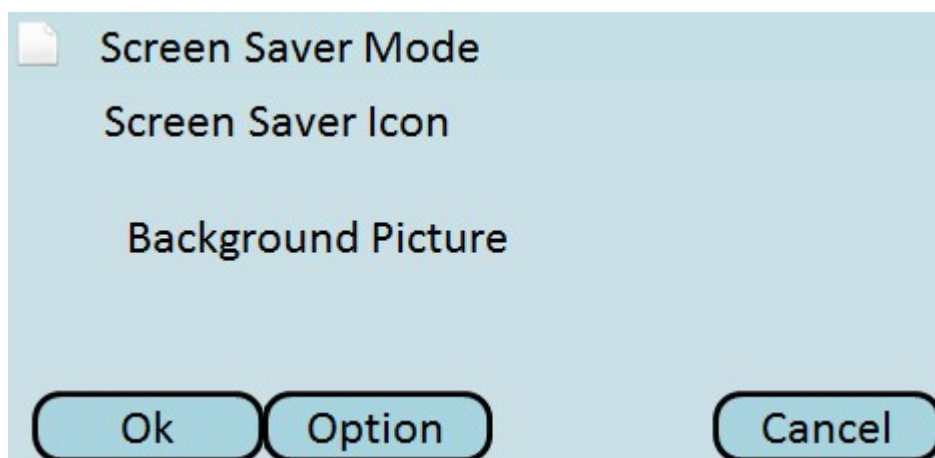 Screen Saver Mode
Screen Saver Icon
Background Picture
Ok Option Cancel